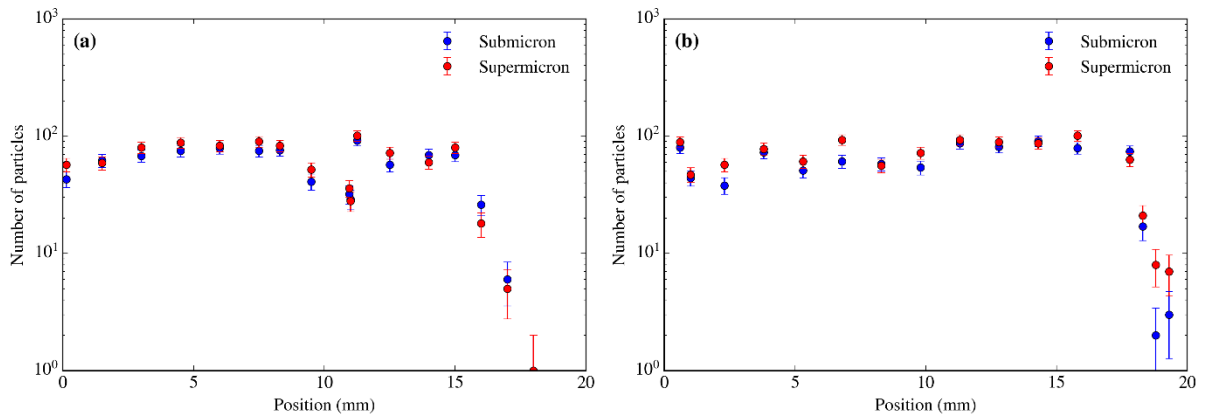 (a)
Submicron
Supermicron
Number of particles
10³
10²
10¹
10⁰
0 5 10 15 20
Position (mm)
(b)
Submicron
Supermicron
Number of particles
10³
10²
10¹
10⁰
0 5 10 15 20
Position (mm)